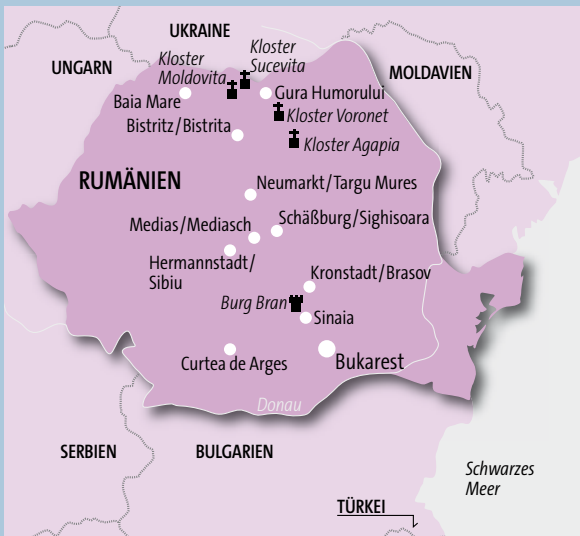 UKRAINE
UNGARN
Kloster
Moldovita
Kloster
Sucevita
MOLDAVIEN
Baia Mare
Gura Humorului
Kloster Voronet
Bistritz/Bistrita
Kloster Agapia
RUMÄNIEN
Neumarkt/Targu Mures
Medias/Mediasch
Schäßburg/Sighisoara
Hermannstadt/
Sibiu
Kronstadt/Brasov
Burg Bran
Sinaia
Curtea de Arges
Bukarest
Donau
SERBIEN
BULGARIEN
Schwarzes
Meer
TÜRKEI